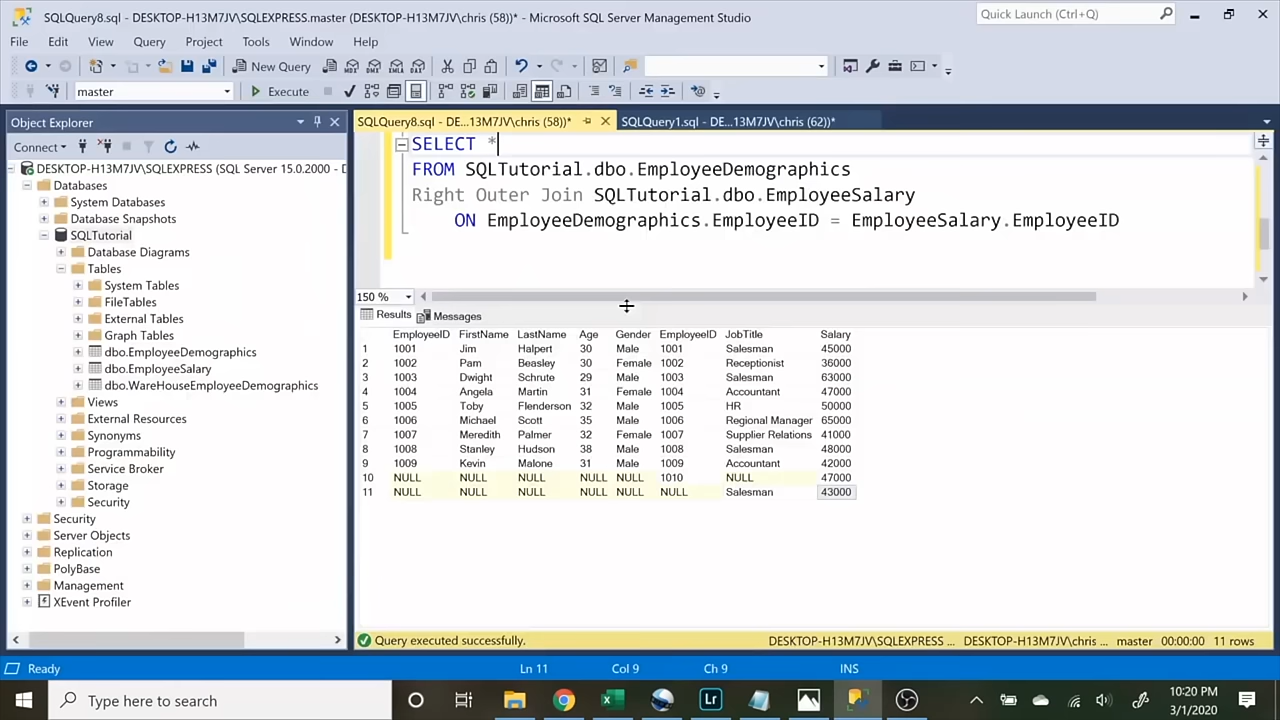 SQLQuery8.sql - DESKTOP-H13M7JV\SQLEXPRESS.master (DESKTOP-H13M7JV\chris (58))* - Microsoft SQL Server Management Studio
Quick Launch (Ctrl+Q)
File Edit View Query Project Tools Window Help
New Query
master
Execute
Object Explorer
SQLQuery8.sql - DE...13M7JV\chris (58))*
SQLQuery1.sql - DE...13M7JV\chris (62))*
Connect
DESKTOP-H13M7JV\SQLEXPRESS (SQL Server 15.0.2000 - D
Databases
System Databases
Database Snapshots
SQLTutorial
Database Diagrams
Tables
System Tables
FileTables
External Tables
Graph Tables
dbo.EmployeeDemographics
dbo.EmployeeSalary
dbo.WareHouseEmployeeDemographics
Views
External Resources
Synonyms
Programmability
Service Broker
Storage
Security
Security
Server Objects
Replication
PolyBase
Management
XEvent Profiler
SELECT *
FROM SQLTutorial.dbo.EmployeeDemographics
Right Outer Join SQLTutorial.dbo.EmployeeSalary
ON EmployeeDemographics.EmployeeID = EmployeeSalary.EmployeeID
150 %
Results Messages
EmployeeID FirstName LastName Age Gender EmployeeID JobTitle Salary
1 1001 Jim Halpert 30 Male 1001 Salesman 45000
2 1002 Pam Beasley 30 Female 1002 Receptionist 36000
3 1003 Dwight Schrute 29 Male 1003 Salesman 63000
4 1004 Angela Martin 31 Female 1004 Accountant 47000
5 1005 Toby Flenderson 32 Male 1005 HR 50000
6 1006 Michael Scott 35 Male 1006 Regional Manager 65000
7 1007 Meredith Palmer 32 Female 1007 Supplier Relations 41000
8 1008 Stanley Hudson 38 Male 1008 Salesman 48000
9 1009 Kevin Malone 31 Male 1009 Accountant 42000
10 NULL NULL NULL NULL NULL 1010 NULL 47000
11 NULL NULL NULL NULL NULL NULL Salesman 43000
Query executed successfully.
DESKTOP-H13M7JV\SQLEXPRESS ... DESKTOP-H13M7JV\chris ... master 00:00:00 11 rows
Ready
Ln 11 Col 9 Ch 9 INS
Type here to search
10:20 PM
3/1/2020